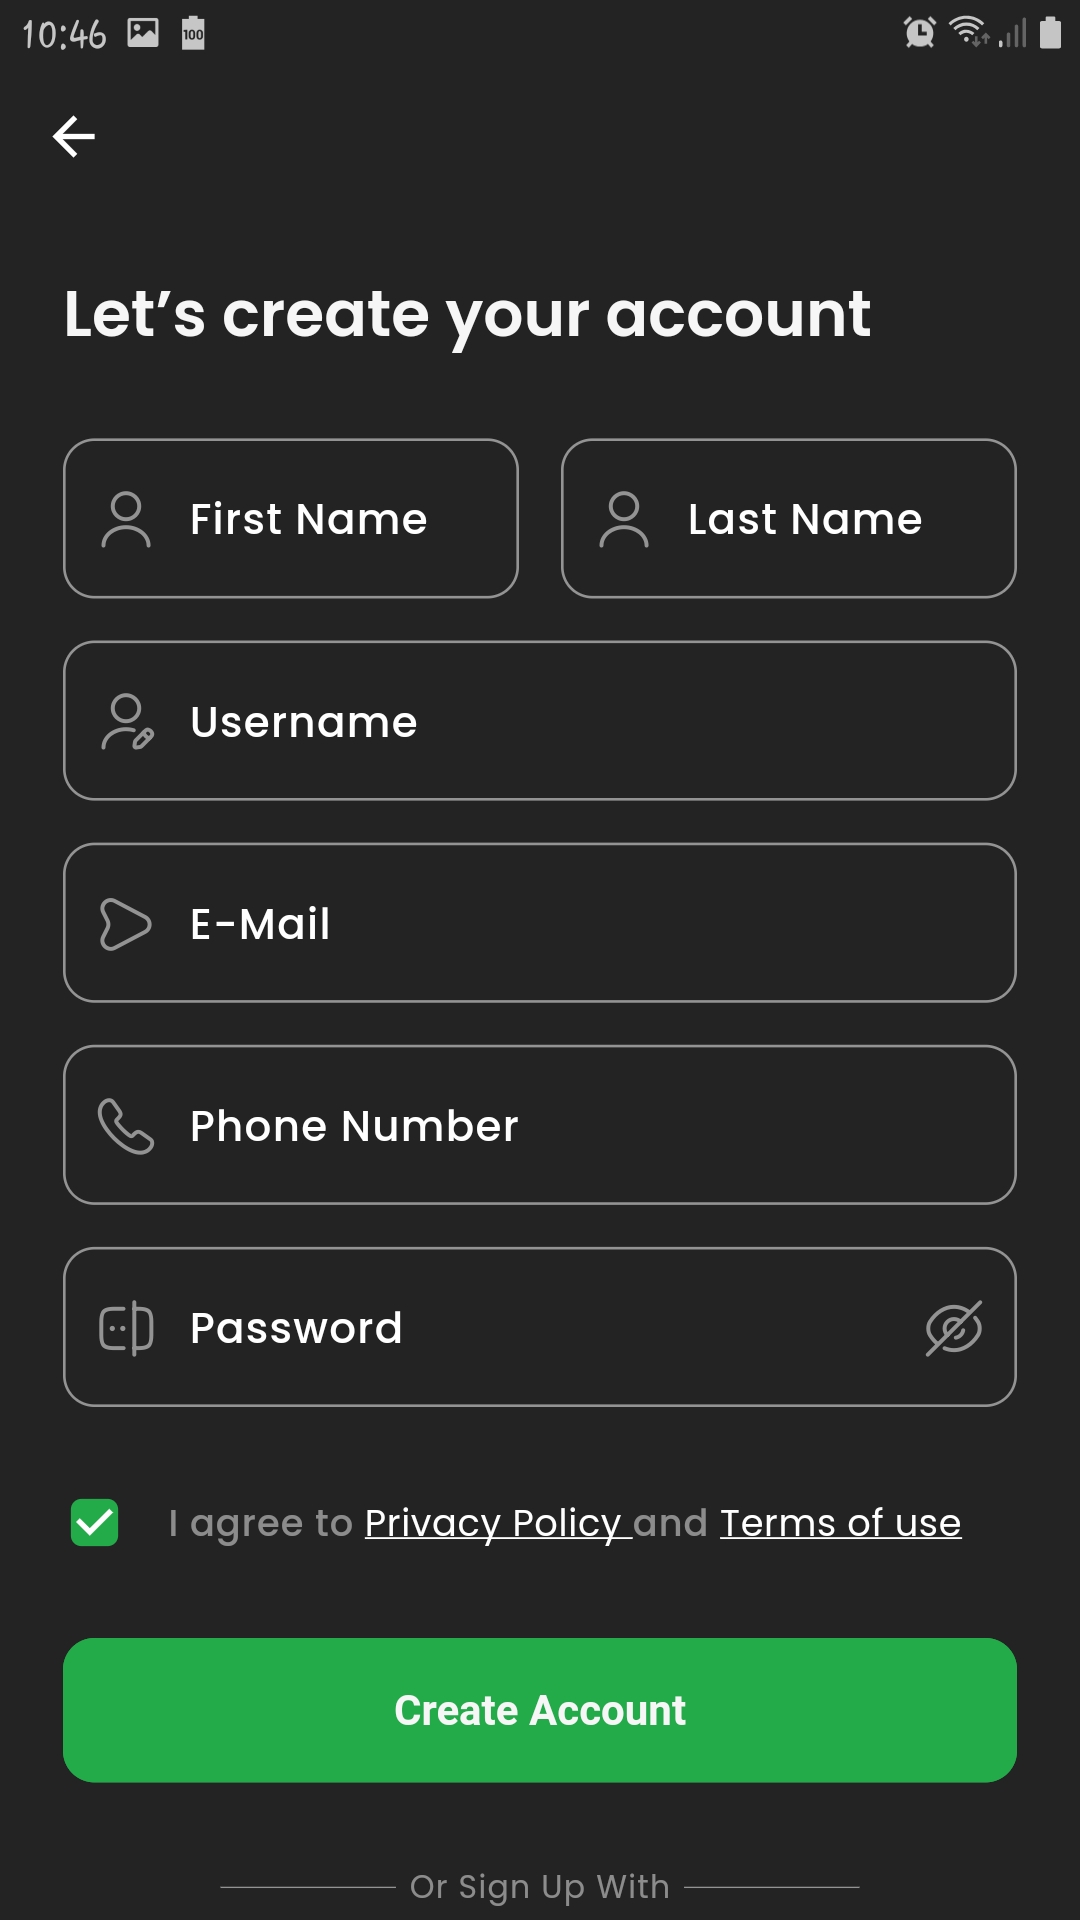 10:46
100
Let’s create your account
First Name
Last Name
Username
E-Mail
Phone Number
Password
I agree to Privacy Policy and Terms of use
Create Account
Or Sign Up With